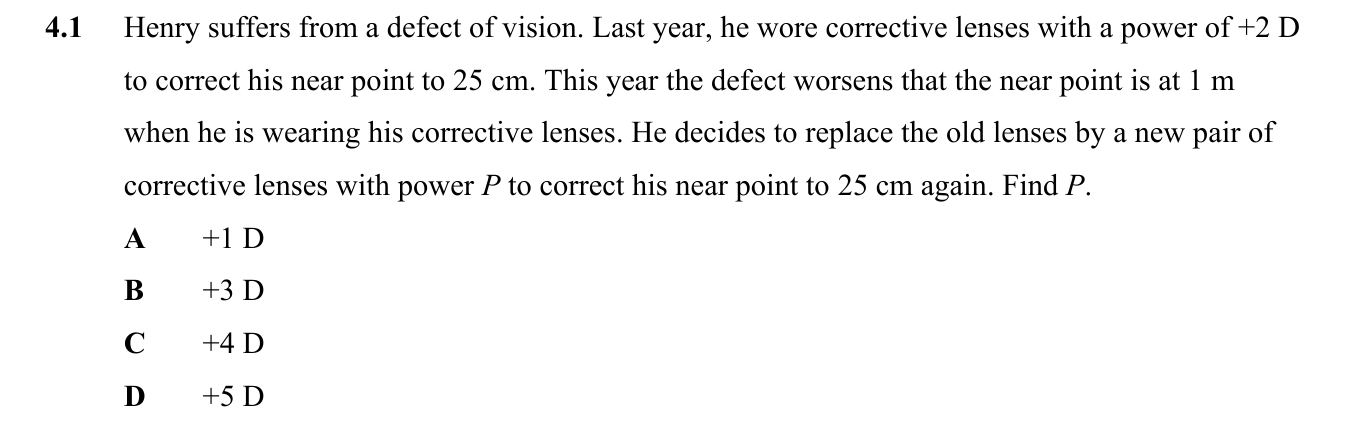 4.1 Henry suffers from a defect of vision. Last year, he wore corrective lenses with a power of +2 D
to correct his near point to 25 cm. This year the defect worsens that the near point is at 1 m
when he is wearing his corrective lenses. He decides to replace the old lenses by a new pair of
corrective lenses with power P to correct his near point to 25 cm again. Find P.
A +1 D
B +3 D
C +4 D
D +5 D